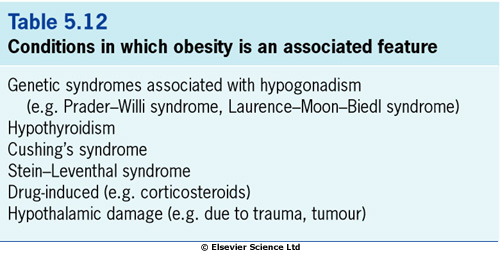 Table 5.12
Conditions in which obesity is an associated feature
Genetic syndromes associated with hypogonadism
(e.g. Prader–Willi syndrome, Laurence–Moon–Biedl syndrome)
Hypothyroidism
Cushing's syndrome
Stein–Leventhal syndrome
Drug-induced (e.g. corticosteroids)
Hypothalamic damage (e.g. due to trauma, tumour)
© Elsevier Science Ltd